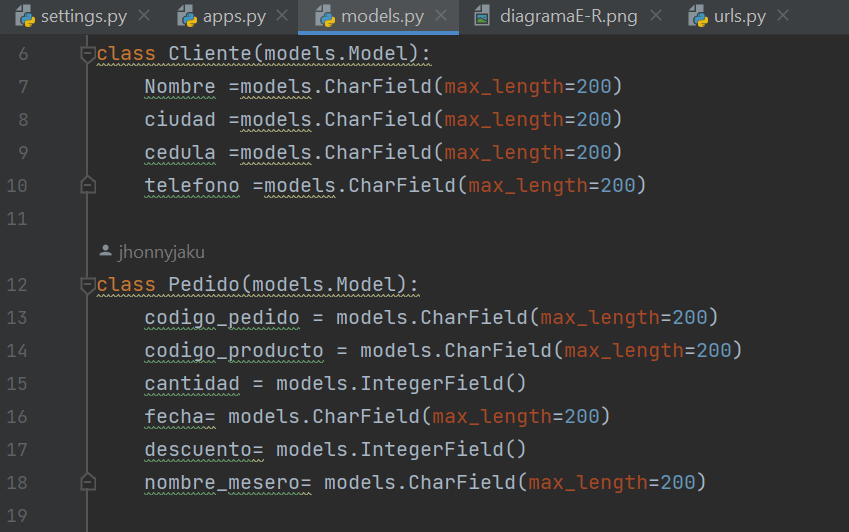 settings.py apps.py models.py diagramaE-R.png urls.py
6 class Cliente(models.Model):
7 Nombre =models.CharField(max_length=200)
8 ciudad =models.CharField(max_length=200)
9 cedula =models.CharField(max_length=200)
10 telefono =models.CharField(max_length=200)
11
jhonnyjaku
12 class Pedido(models.Model):
13 codigo_pedido = models.CharField(max_length=200)
14 codigo_producto = models.CharField(max_length=200)
15 cantidad = models.IntegerField()
16 fecha= models.CharField(max_length=200)
17 descuento= models.IntegerField()
18 nombre_mesero= models.CharField(max_length=200)
19